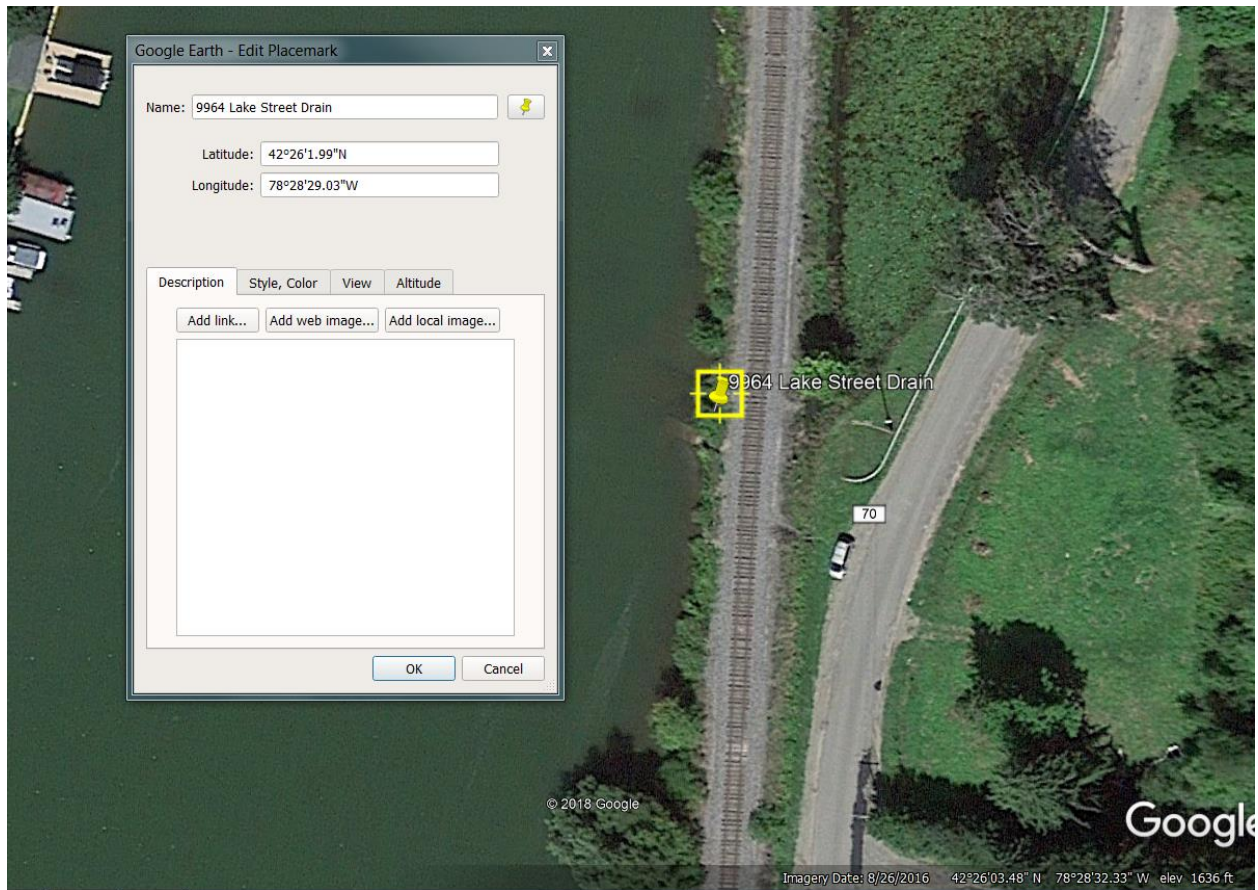 Google Earth - Edit Placemark
Name: 9964 Lake Street Drain
Latitude: 42°26'1.99"N
Longitude: 78°28'29.03"W
Description Style, Color View Altitude
Add link... Add web image... Add local image...
OK Cancel
9964 Lake Street Drain
70
© 2018 Google
Google
Imagery Date: 8/26/2016 42°26'03.48" N 78°28'32.33" W elev 1636 ft